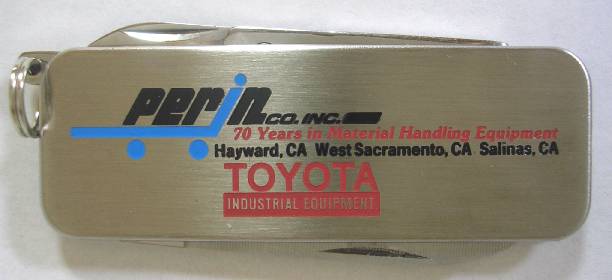 Perin CO. INC.
70 Years in Material Handling Equipment
Hayward, CA West Sacramento, CA Salinas, CA
TOYOTA
INDUSTRIAL EQUIPMENT